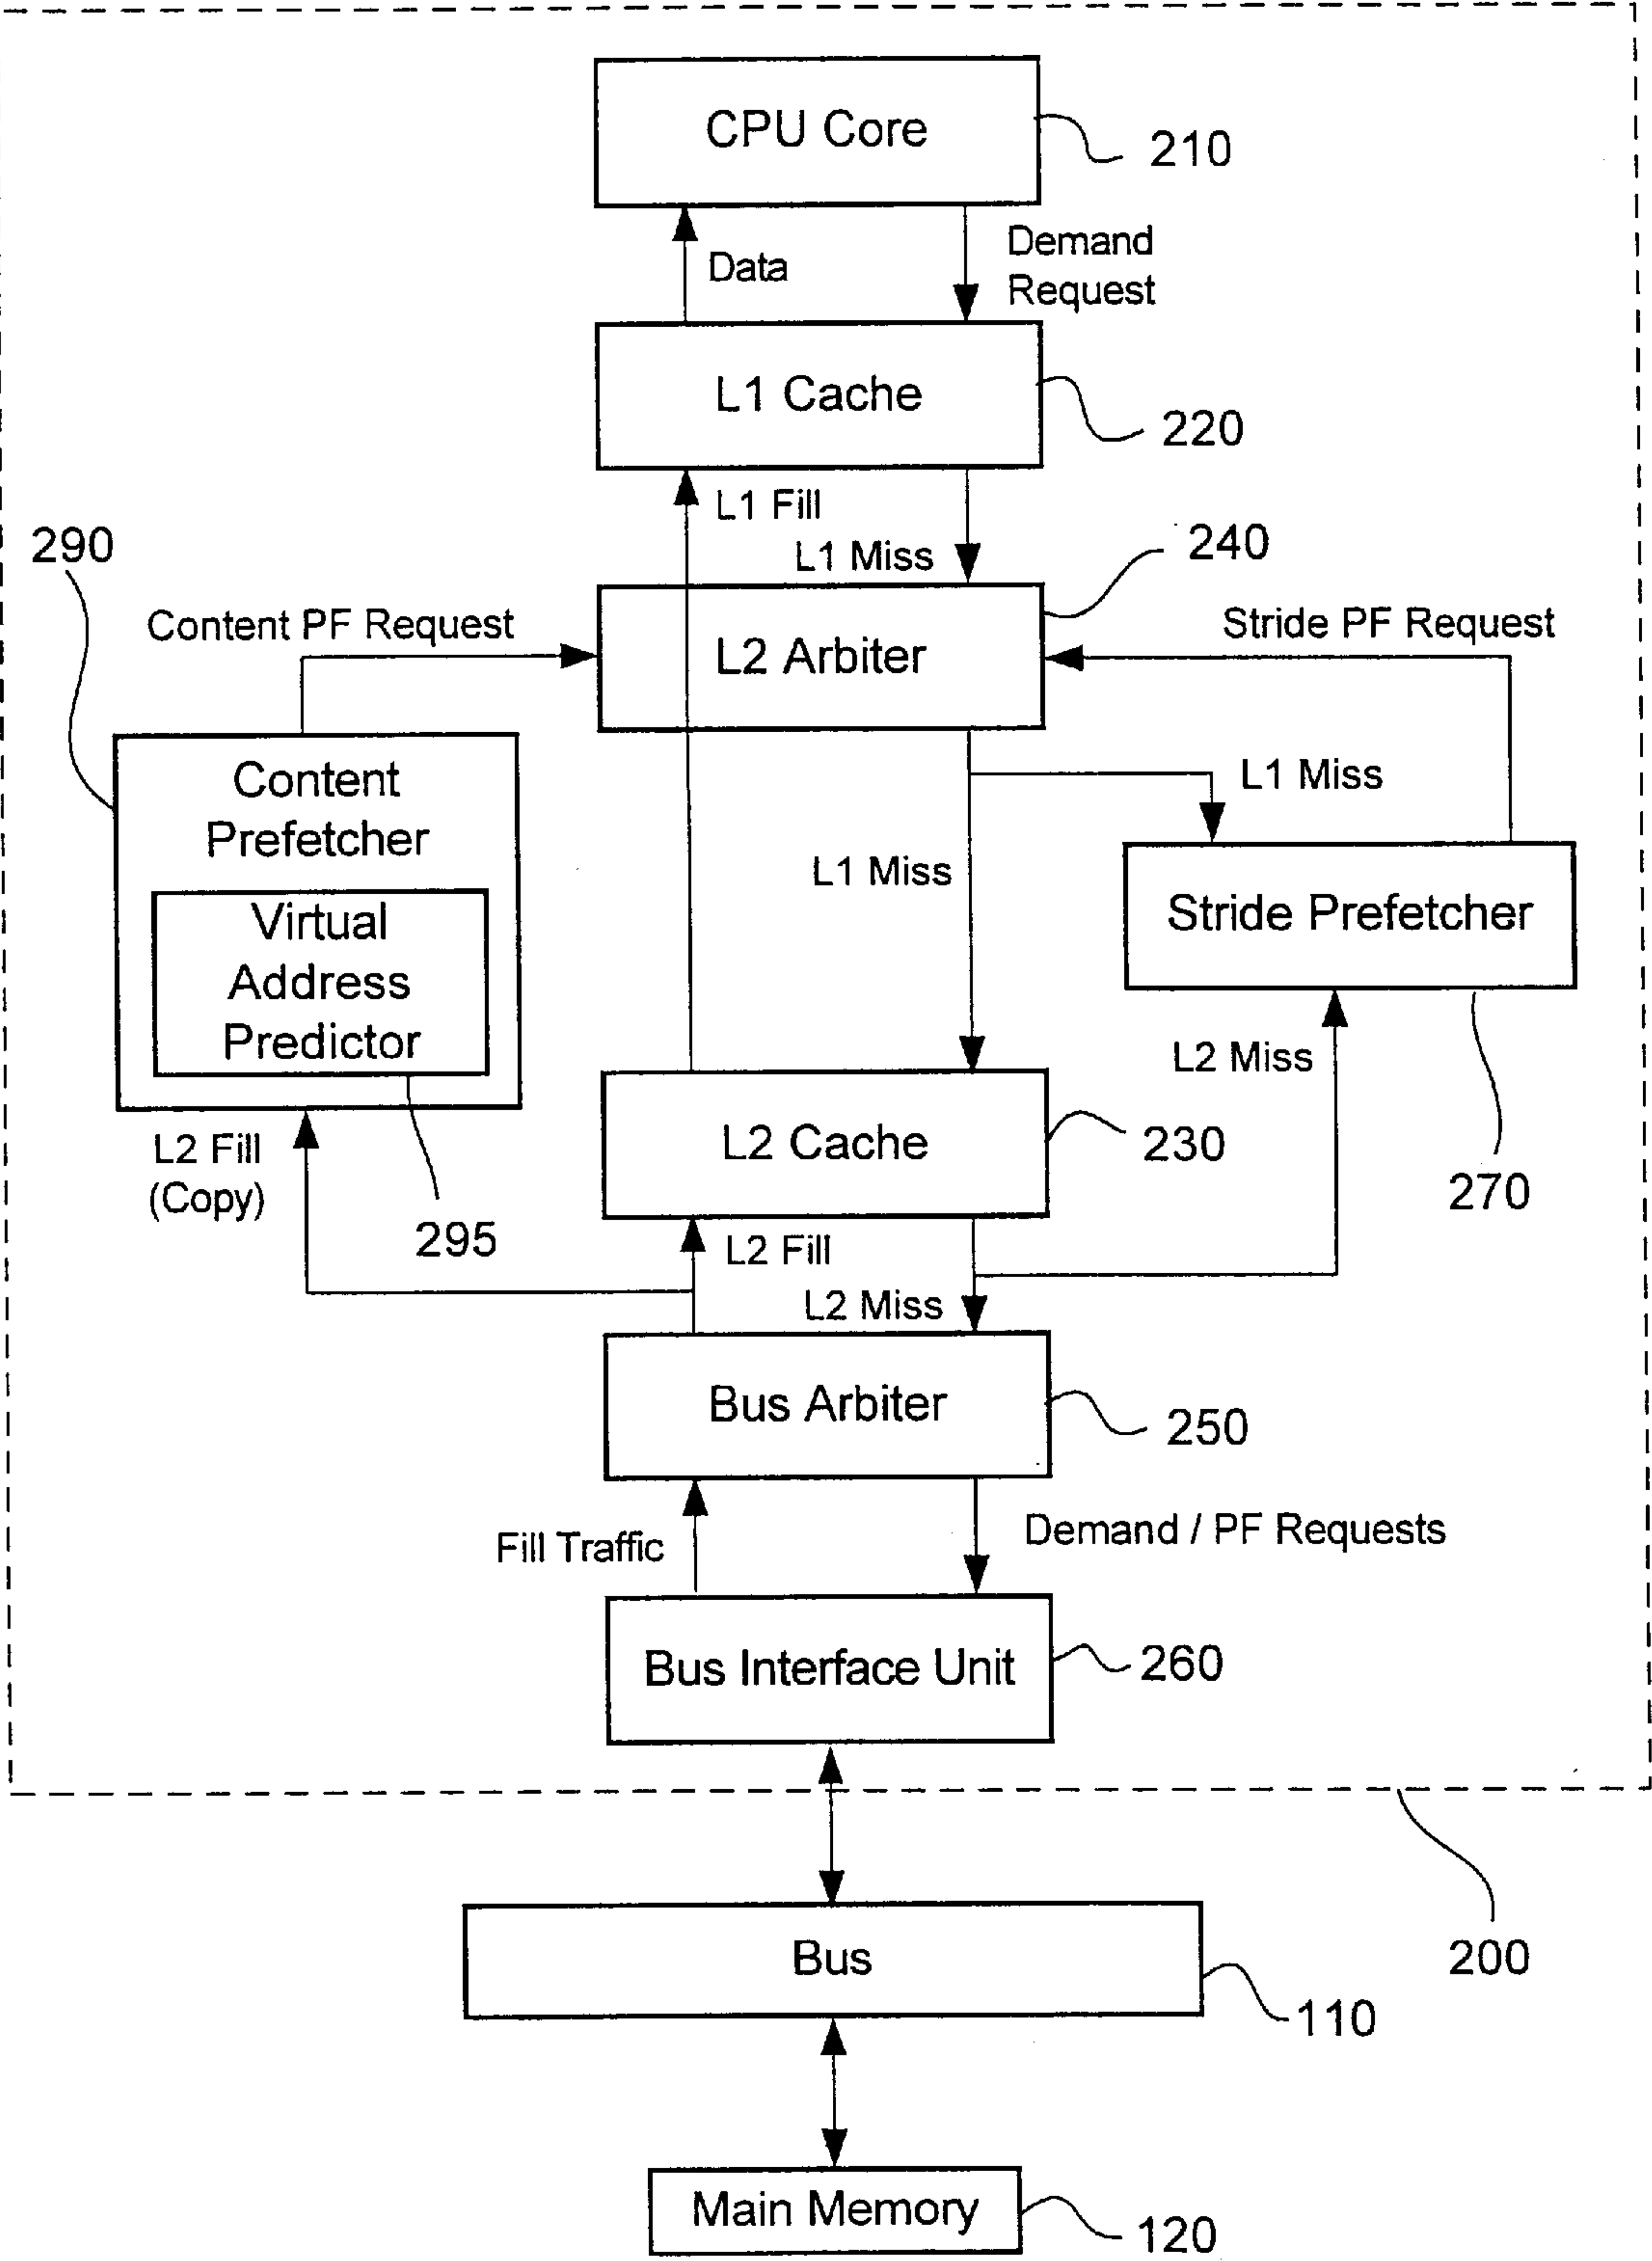 CPU Core
210
Data
Demand
Request
L1 Cache
220
L1 Fill
L1 Miss
290
240
Content PF Request
L2 Arbiter
Stride PF Request
Content
Prefetcher
L1 Miss
L1 Miss
Virtual
Address
Predictor
Stride Prefetcher
L2 Miss
L2 Fill
(Copy)
L2 Cache
230
270
295
L2 Fill
L2 Miss
Bus Arbiter
250
Fill Traffic
Demand / PF Requests
Bus Interface Unit
260
Bus
200
110
Main Memory
120